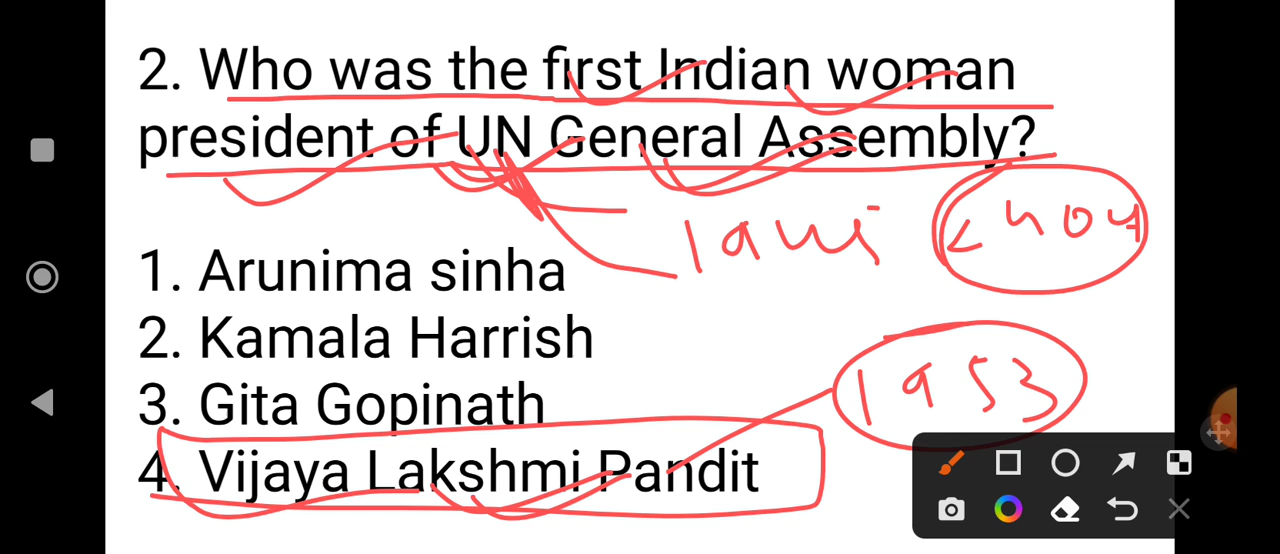 2. Who was the first Indian woman
president of UN General Assembly?
1. Arunima sinha
2. Kamala Harrish
3. Gita Gopinath
1953
4. Vijaya Lakshmi Pandit